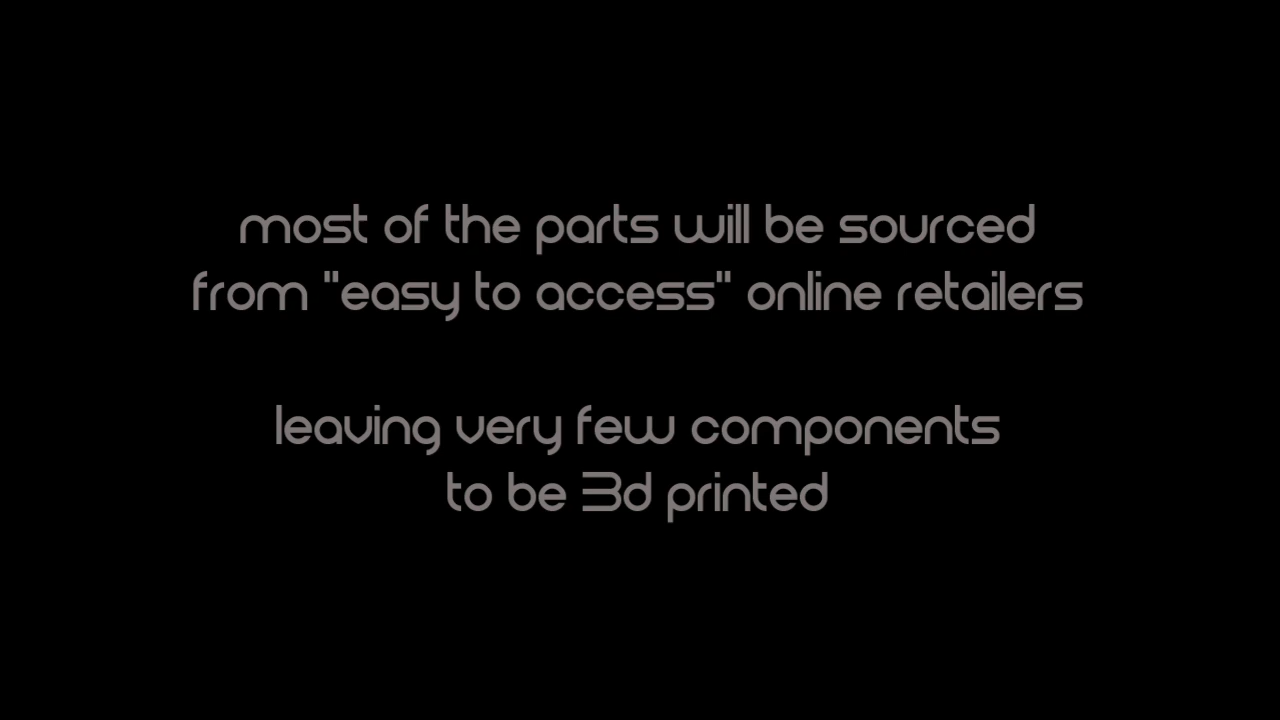 most of the parts will be sourced
from "easy to access" online retailers
leaving very few components
to be 3d printed